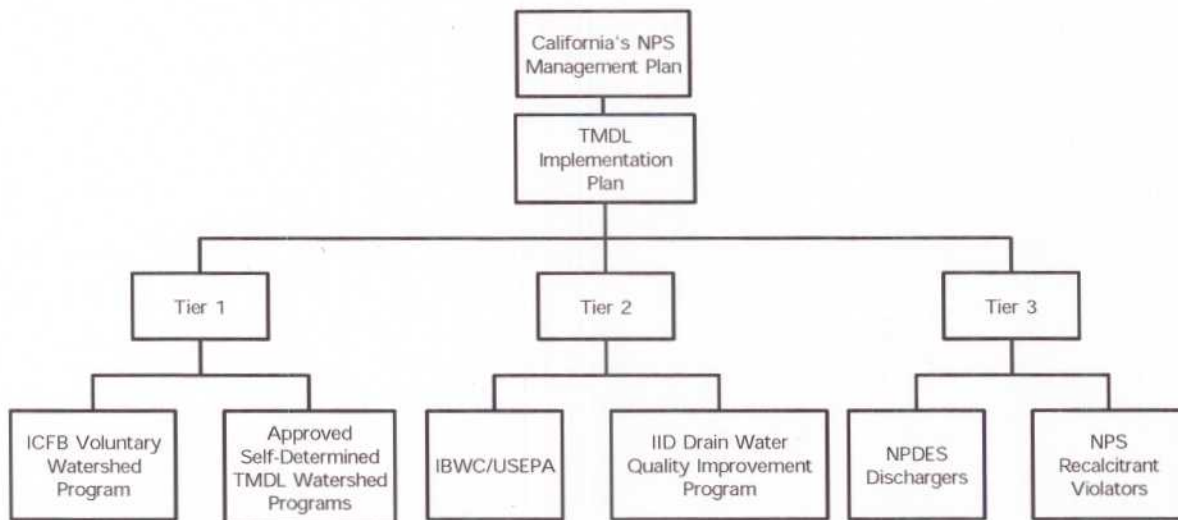 California's NPS
Management Plan
TMDL
Implementation
Plan
Tier 1
Tier 2
Tier 3
ICFB Voluntary
Watershed
Program
Approved
Self-Determined
TMDL Watershed
Programs
IBWC/USEPA
IID Drain Water
Quality Improvement
Program
NPDES
Dischargers
NPS
Recalcitrant
Violators